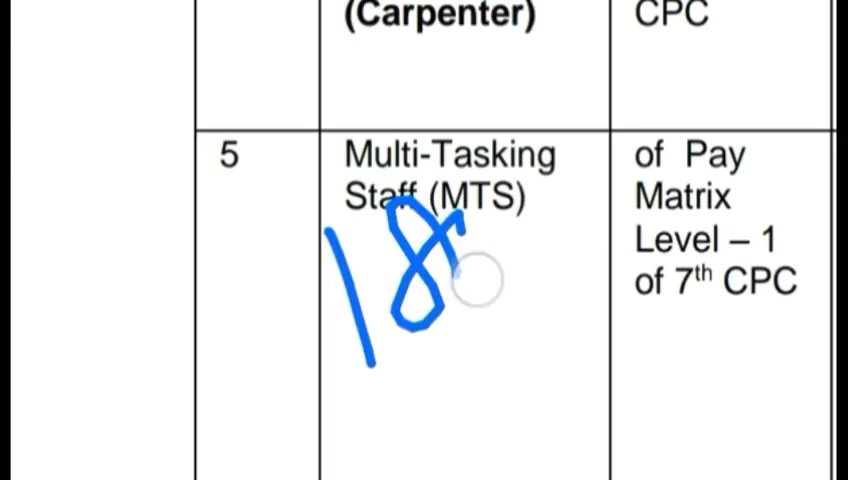 (Carpenter)
CPC
5
Multi-Tasking
Staff (MTS)
of Pay
Matrix
Level – 1
of 7th CPC
18